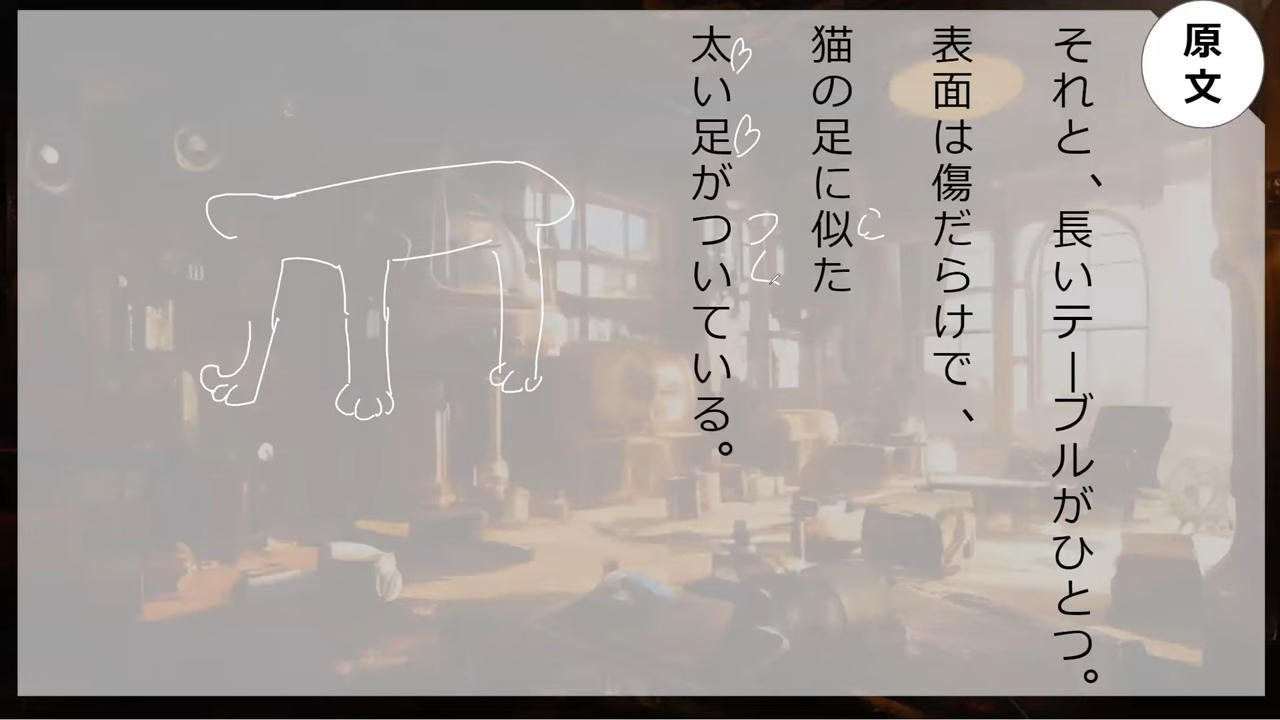 原文
それと、長いテーブルがひとつ。
表面は傷だらけで、
猫の足に似た
太い足がついている。